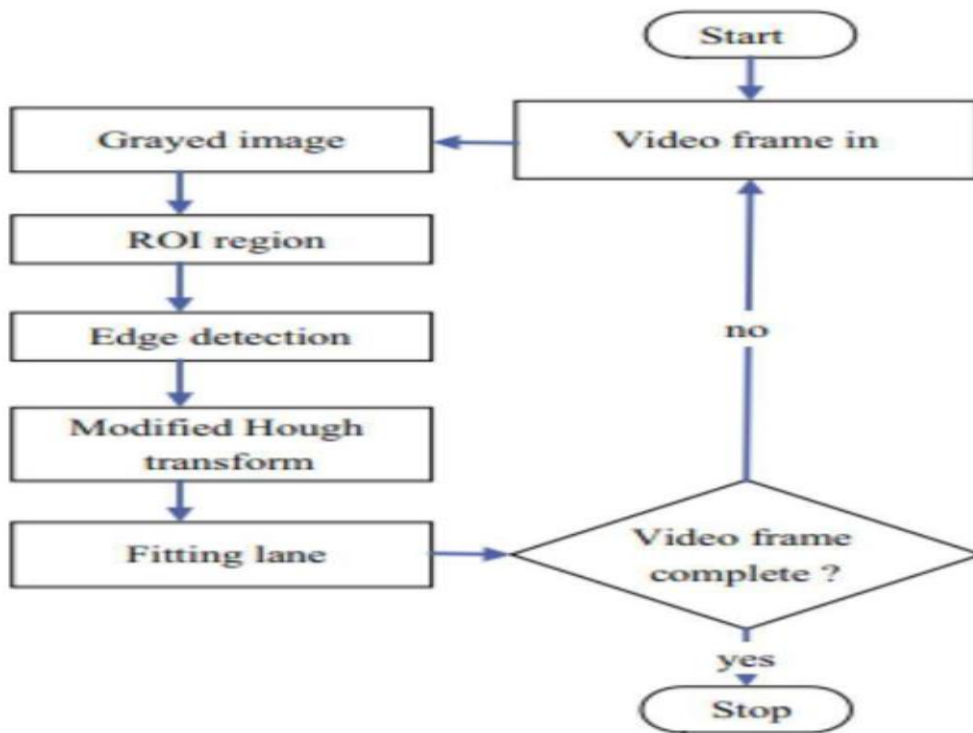 Start
Video frame in
Grayed image
ROI region
Edge detection
Modified Hough
transform
Fitting lane
Video frame
complete ?
no
yes
Stop